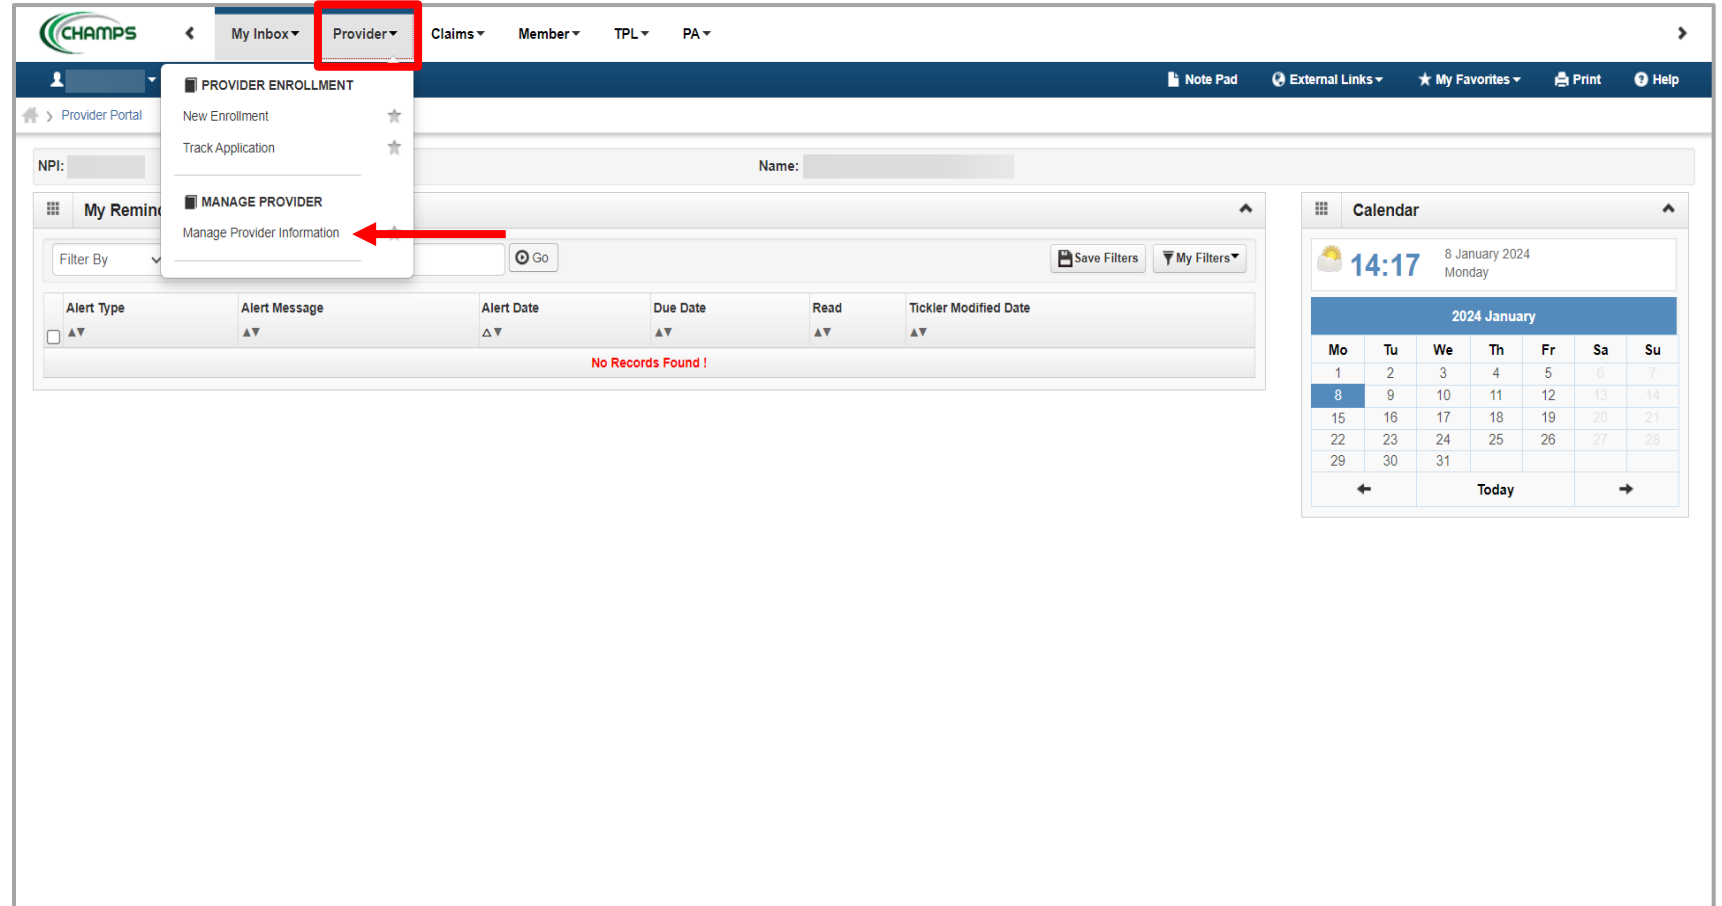 CHAMPS
My Inbox Provider Claims Member TPL PA
Note Pad External Links My Favorites Print Help
PROVIDER ENROLLMENT
New Enrollment
Track Application
MANAGE PROVIDER
Manage Provider Information
> Provider Portal
NPI: Name:
My Remin
Filter By Go Save Filters My Filters
Alert Type Alert Message Alert Date Due Date Read Tickler Modified Date
No Records Found !
Calendar
14:17 8 January 2024
Monday
2024 January
Mo Tu We Th Fr Sa Su
1 2 3 4 5 6 7
8 9 10 11 12 13 14
15 16 17 18 19 20 21
22 23 24 25 26 27 28
29 30 31
Today